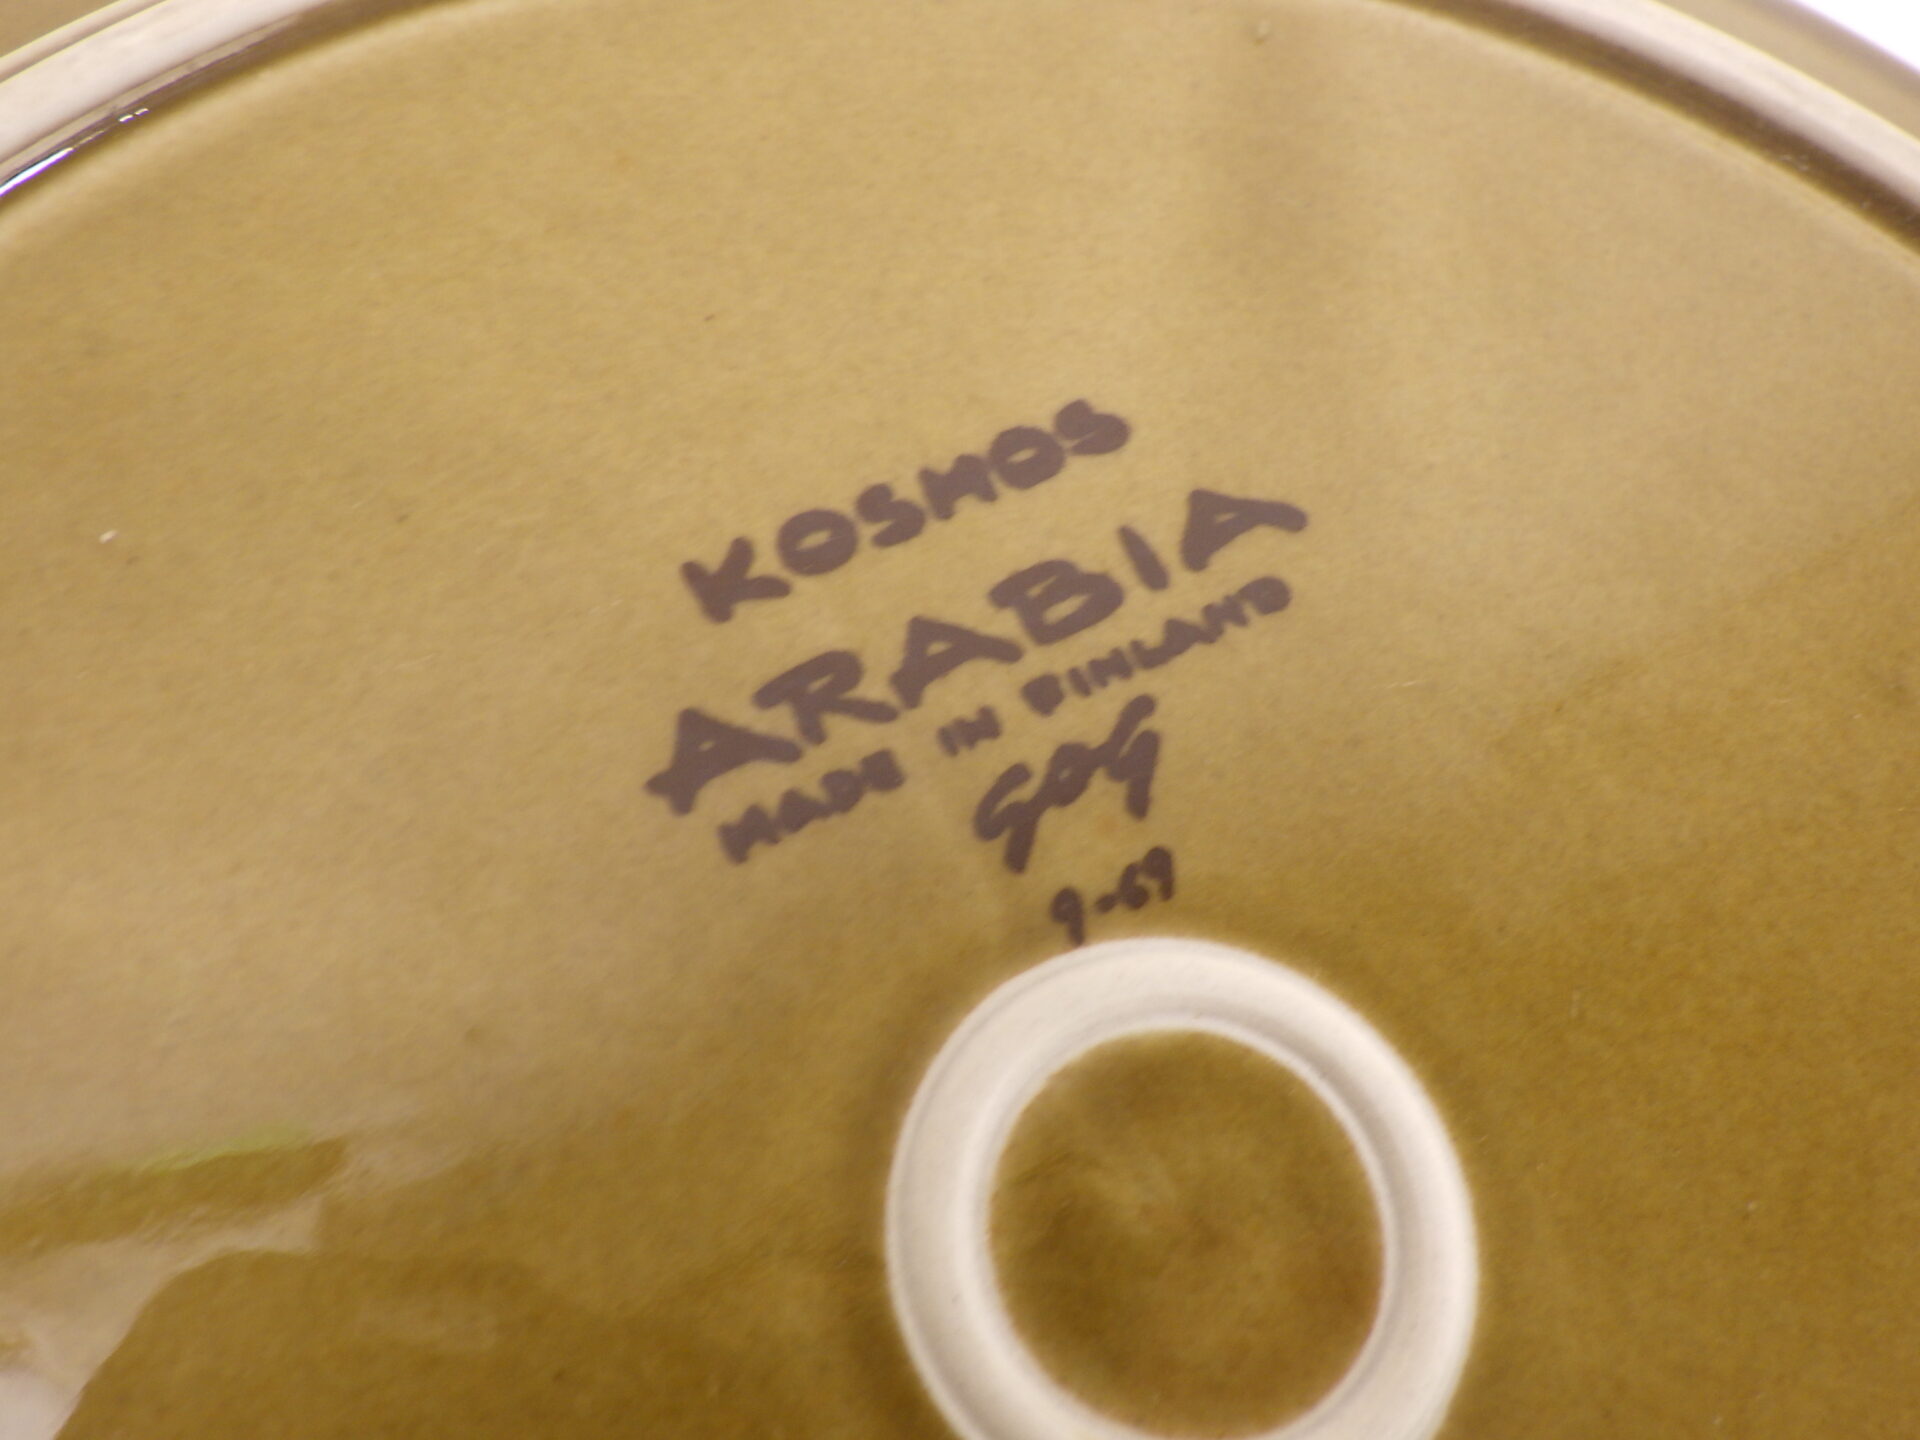 KOSMOS
ARABIA
MADE IN FINLAND
GOG
9-69